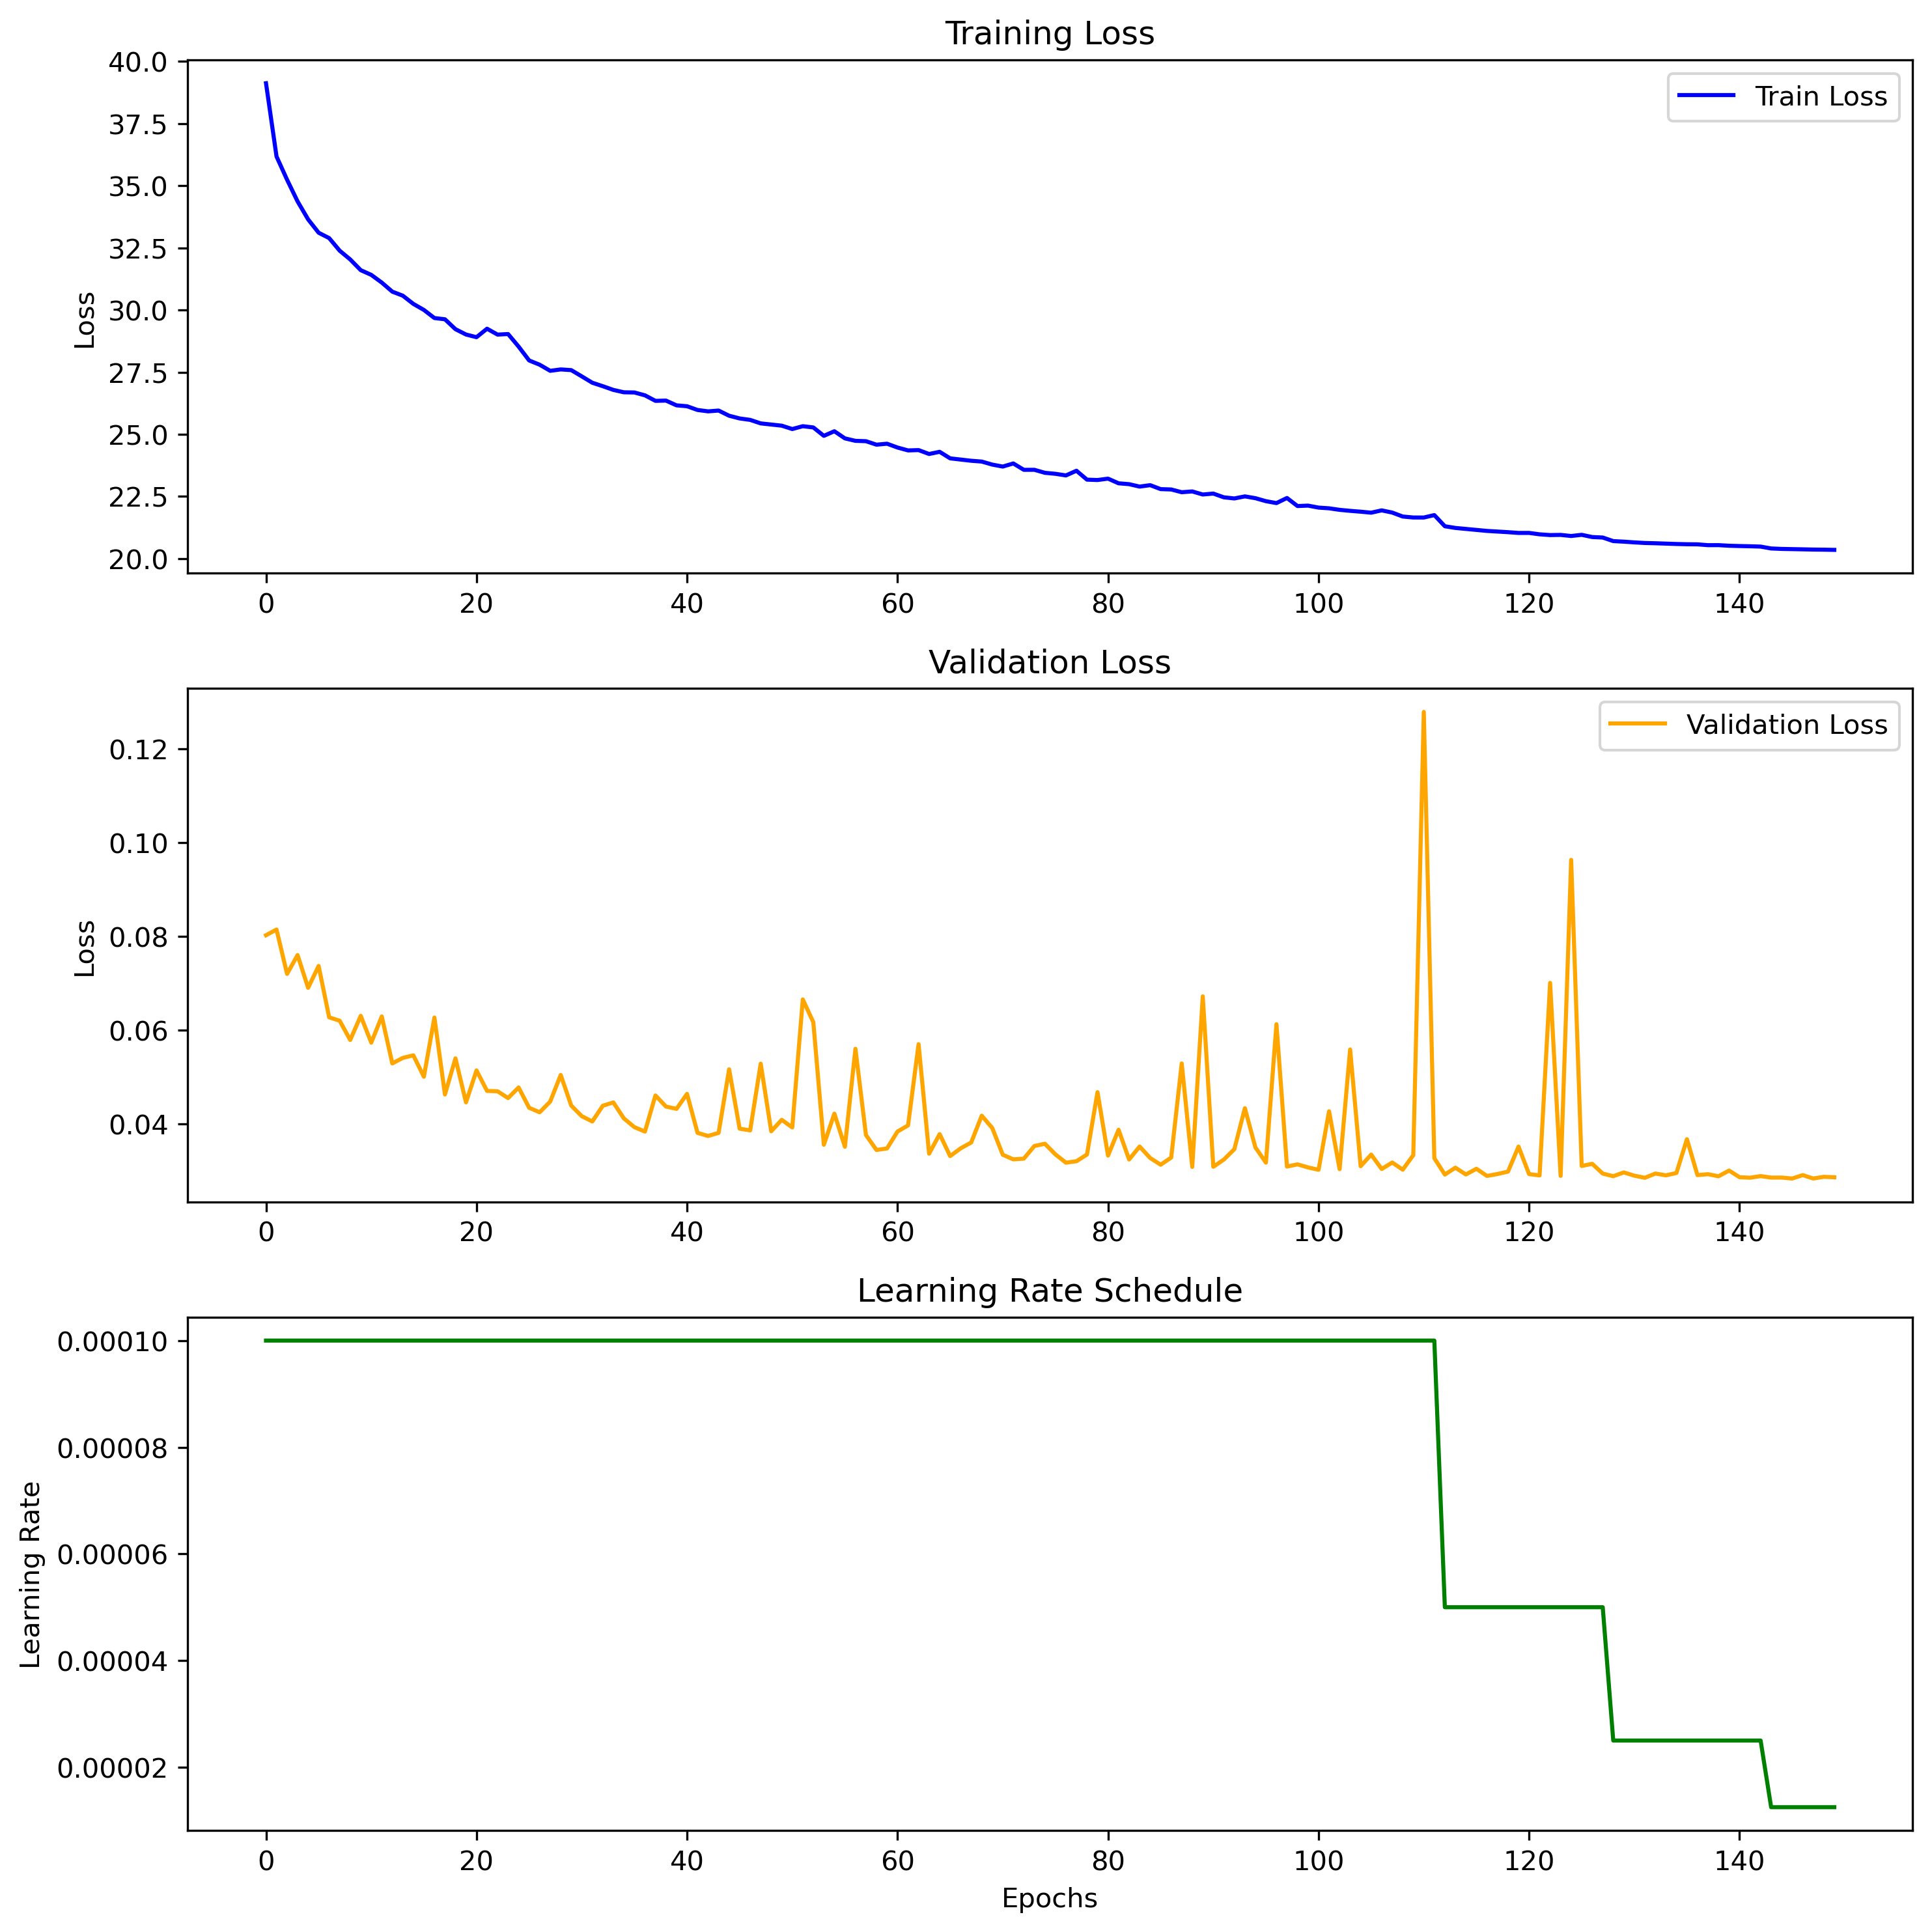 Training Loss
40.0
37.5
35.0
32.5
30.0
27.5
25.0
22.5
20.0
Loss
Train Loss
0 20 40 60 80 100 120 140
Validation Loss
0.12
0.10
0.08
0.06
0.04
Loss
Validation Loss
0 20 40 60 80 100 120 140
Learning Rate Schedule
0.00010
0.00008
0.00006
0.00004
0.00002
Learning Rate
0 20 40 60 80 100 120 140
Epochs